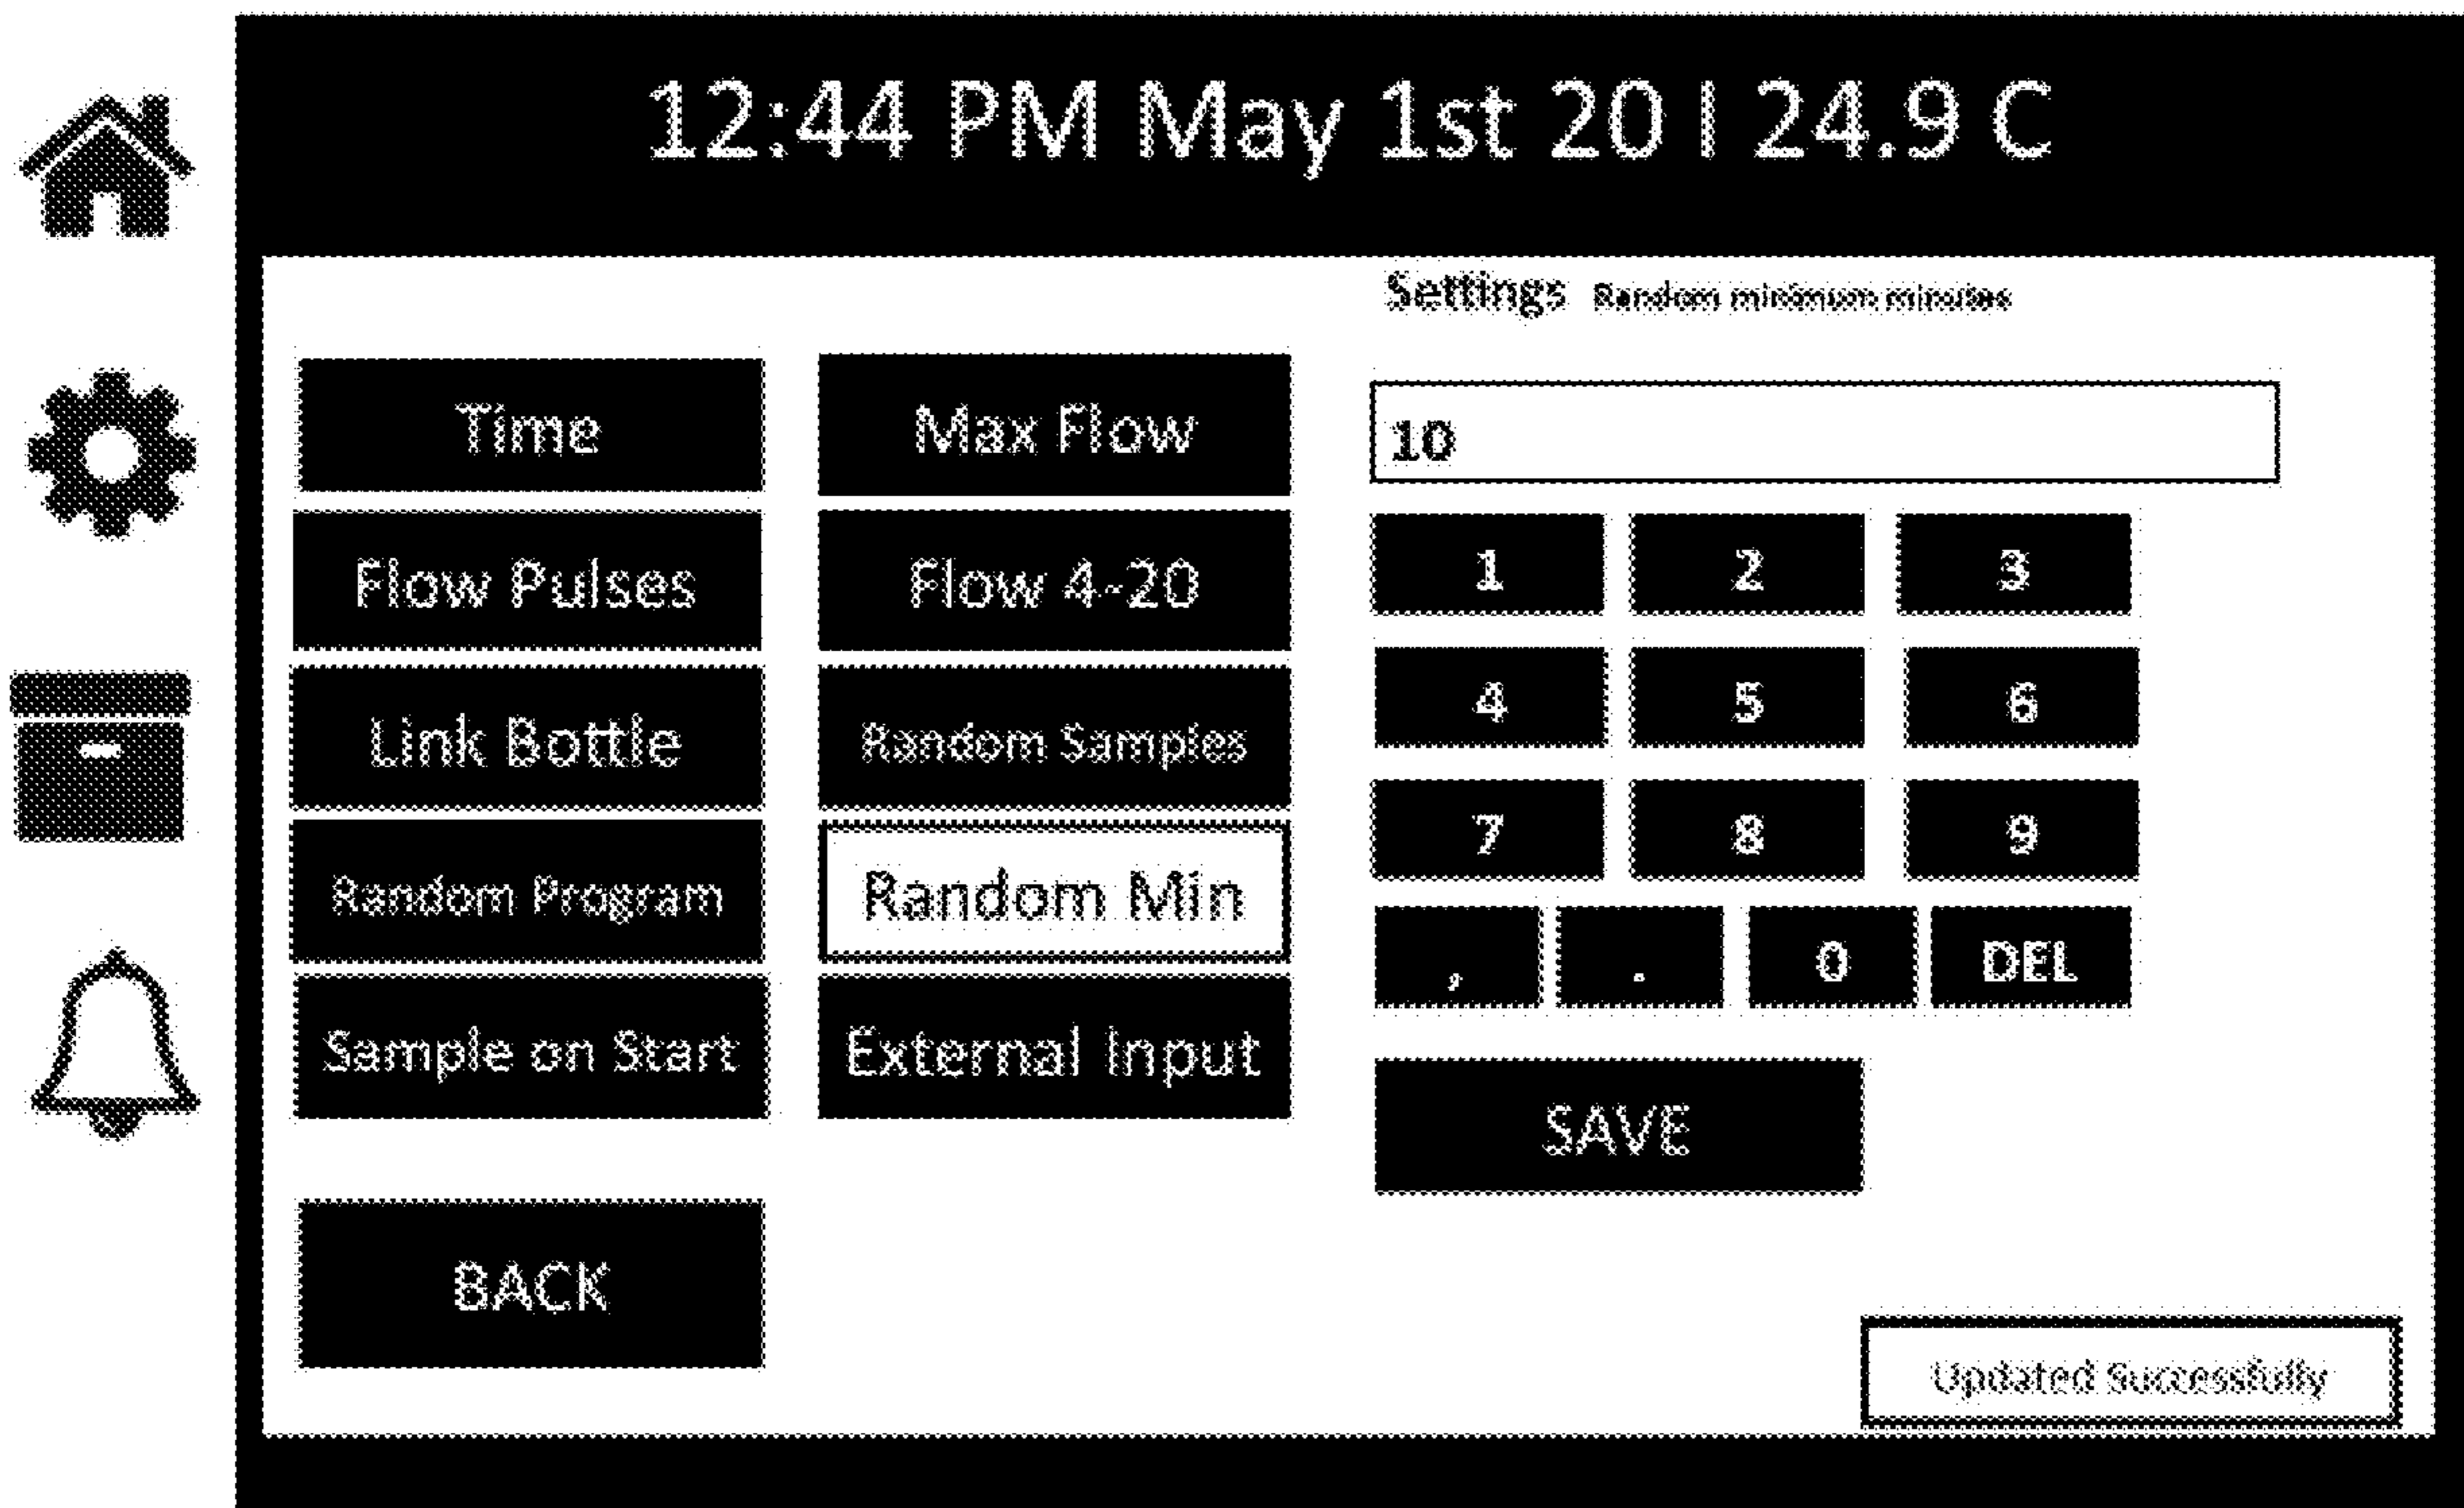 12:44 PM May 1st 20 | 24.9 C
Settings Random minimum minutes
Time
Max Flow
10
Flow Pulses
Flow 4-20
1 2 3
Link Bottle
Random Samples
4 5 6
Random Program
Random Min
7 8 9
, . 0 DEL
Sample on Start
External Input
SAVE
BACK
Updated Successfully